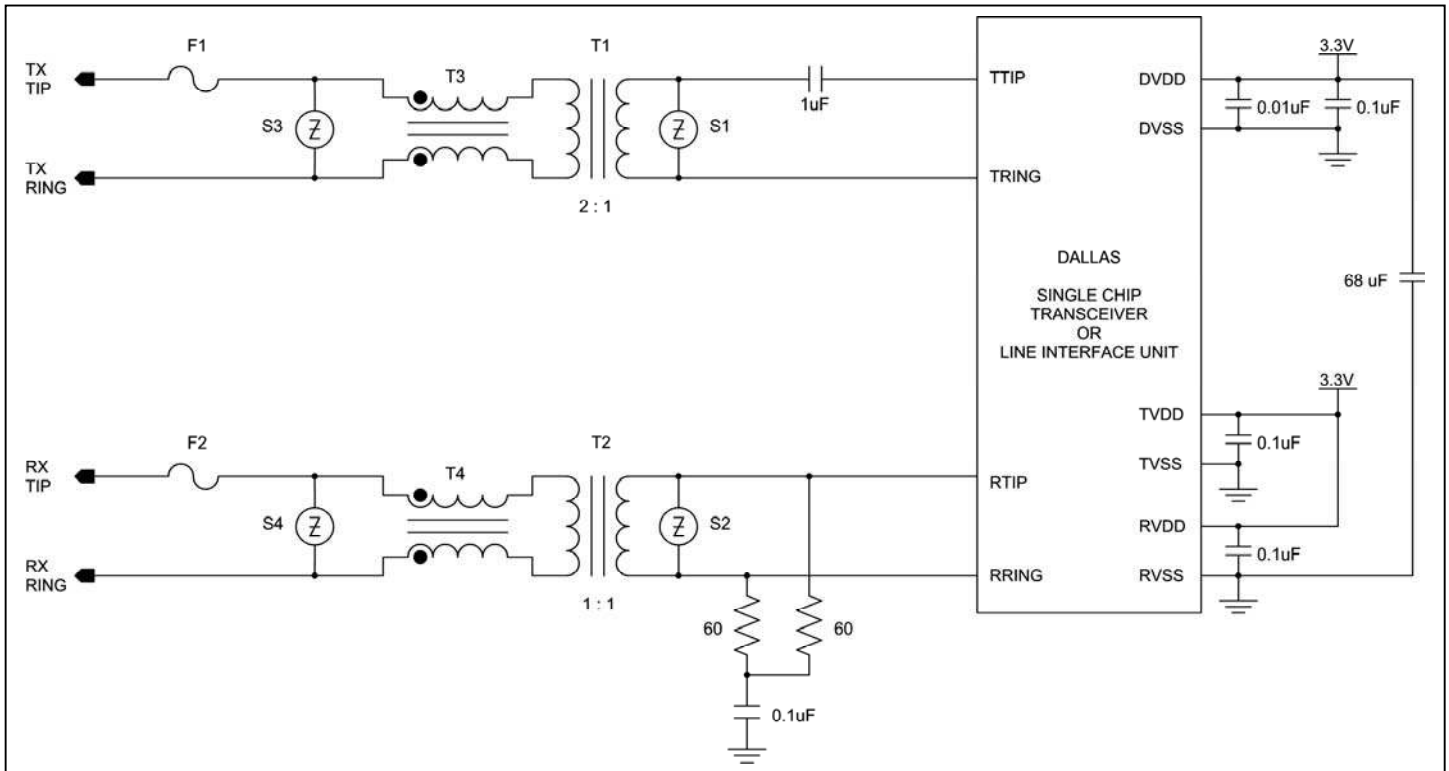 F1
T1
3.3V
TX
TIP
T3
1uF
TTIP
DVDD
0.01uF
0.1uF
S3
S1
DVSS
TX
RING
TRING
2 : 1
DALLAS
SINGLE CHIP
TRANSCEIVER
OR
LINE INTERFACE UNIT
68 uF
3.3V
TVDD
F2
T2
0.1uF
RX
TIP
T4
RTIP
TVSS
S4
S2
RVDD
0.1uF
RX
RING
RRING
RVSS
1 : 1
60
60
0.1uF